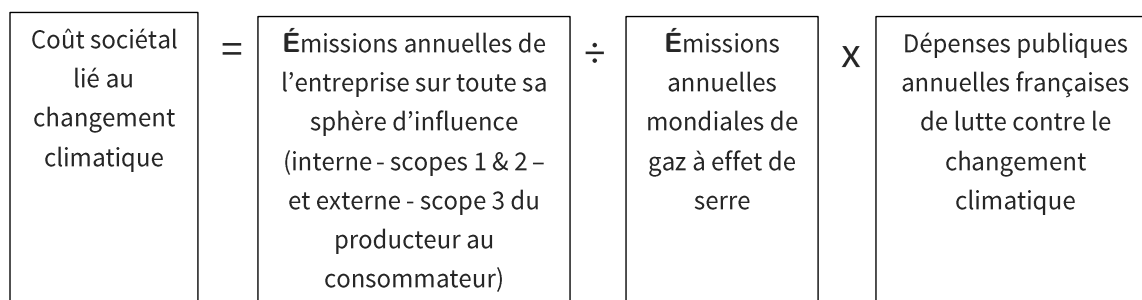 Coût sociétal
lié au
changement
climatique
=
Émissions annuelles de
l’entreprise sur toute sa
sphère d’influence
(interne - scopes 1 & 2 –
et externe - scope 3 du
producteur au
consommateur)
÷
Émissions
annuelles
mondiales de
gaz à effet de
serre
x
Dépenses publiques
annuelles françaises
de lutte contre le
changement
climatique